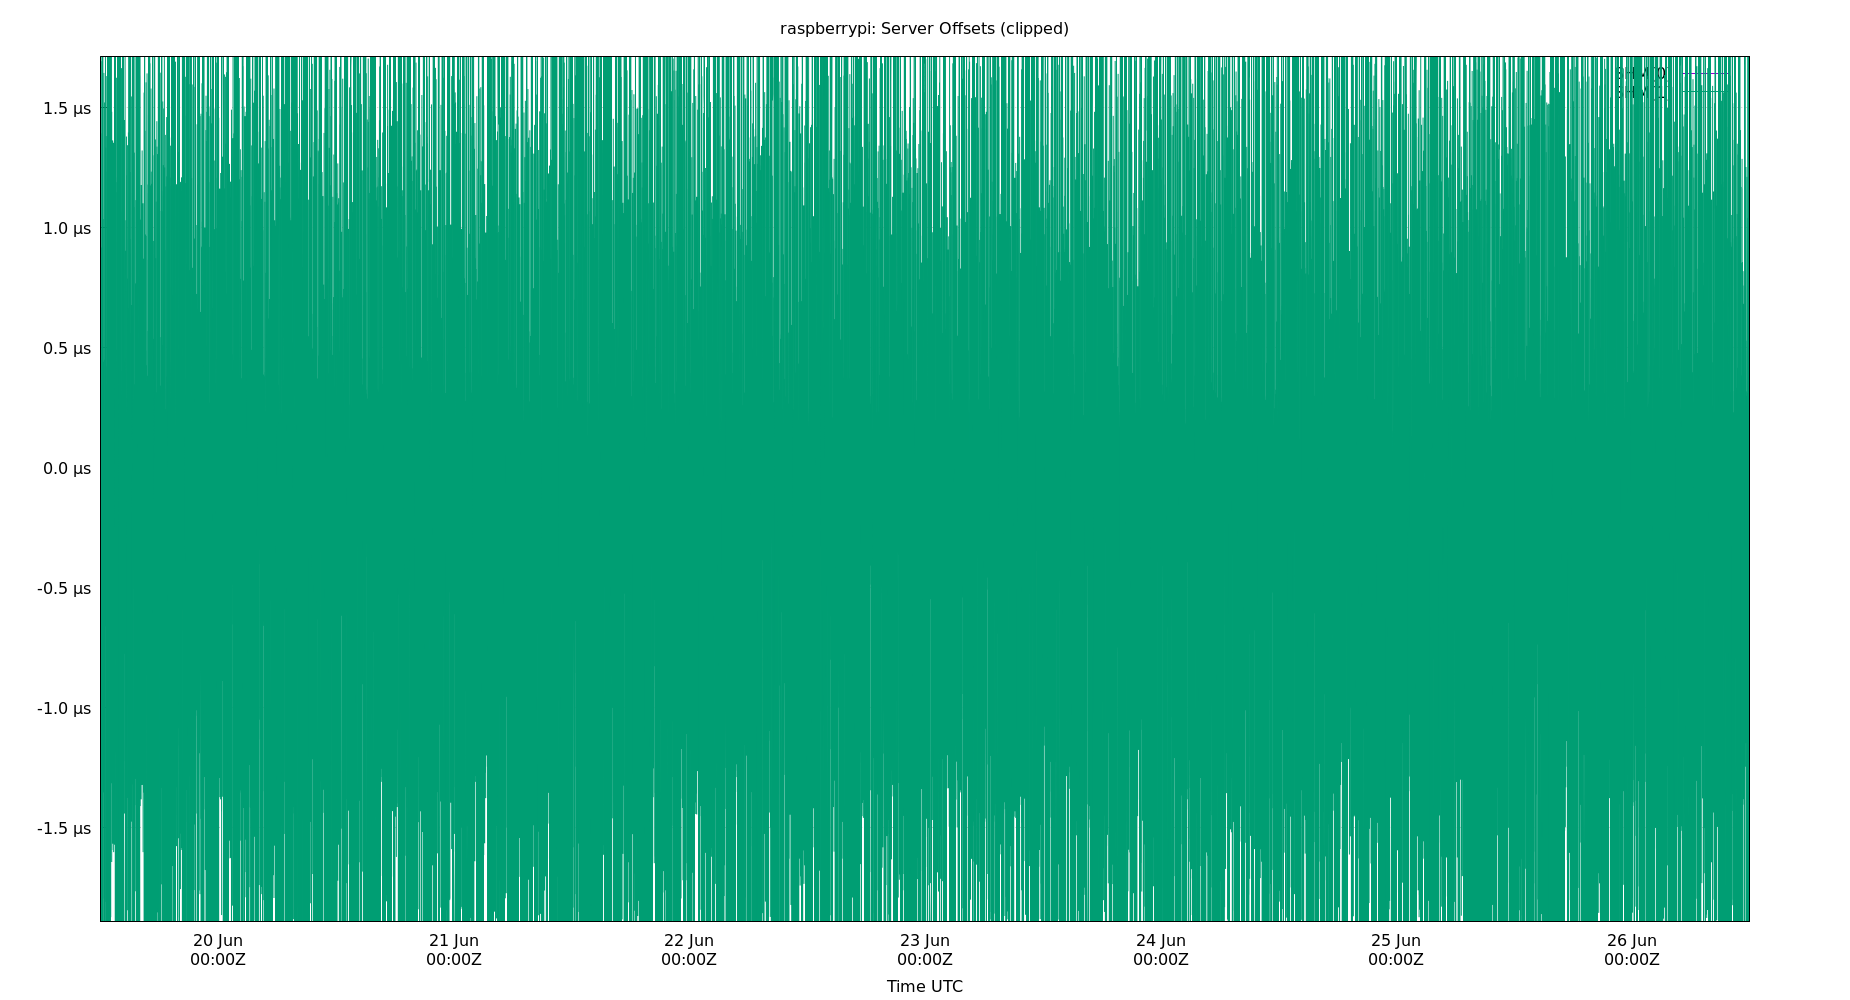 raspberrypi: Server Offsets (clipped)
1.5 µs
1.0 µs
0.5 µs
0.0 µs
-0.5 µs
-1.0 µs
-1.5 µs
20 Jun
00:00Z
21 Jun
00:00Z
22 Jun
00:00Z
23 Jun
00:00Z
24 Jun
00:00Z
25 Jun
00:00Z
26 Jun
00:00Z
Time UTC